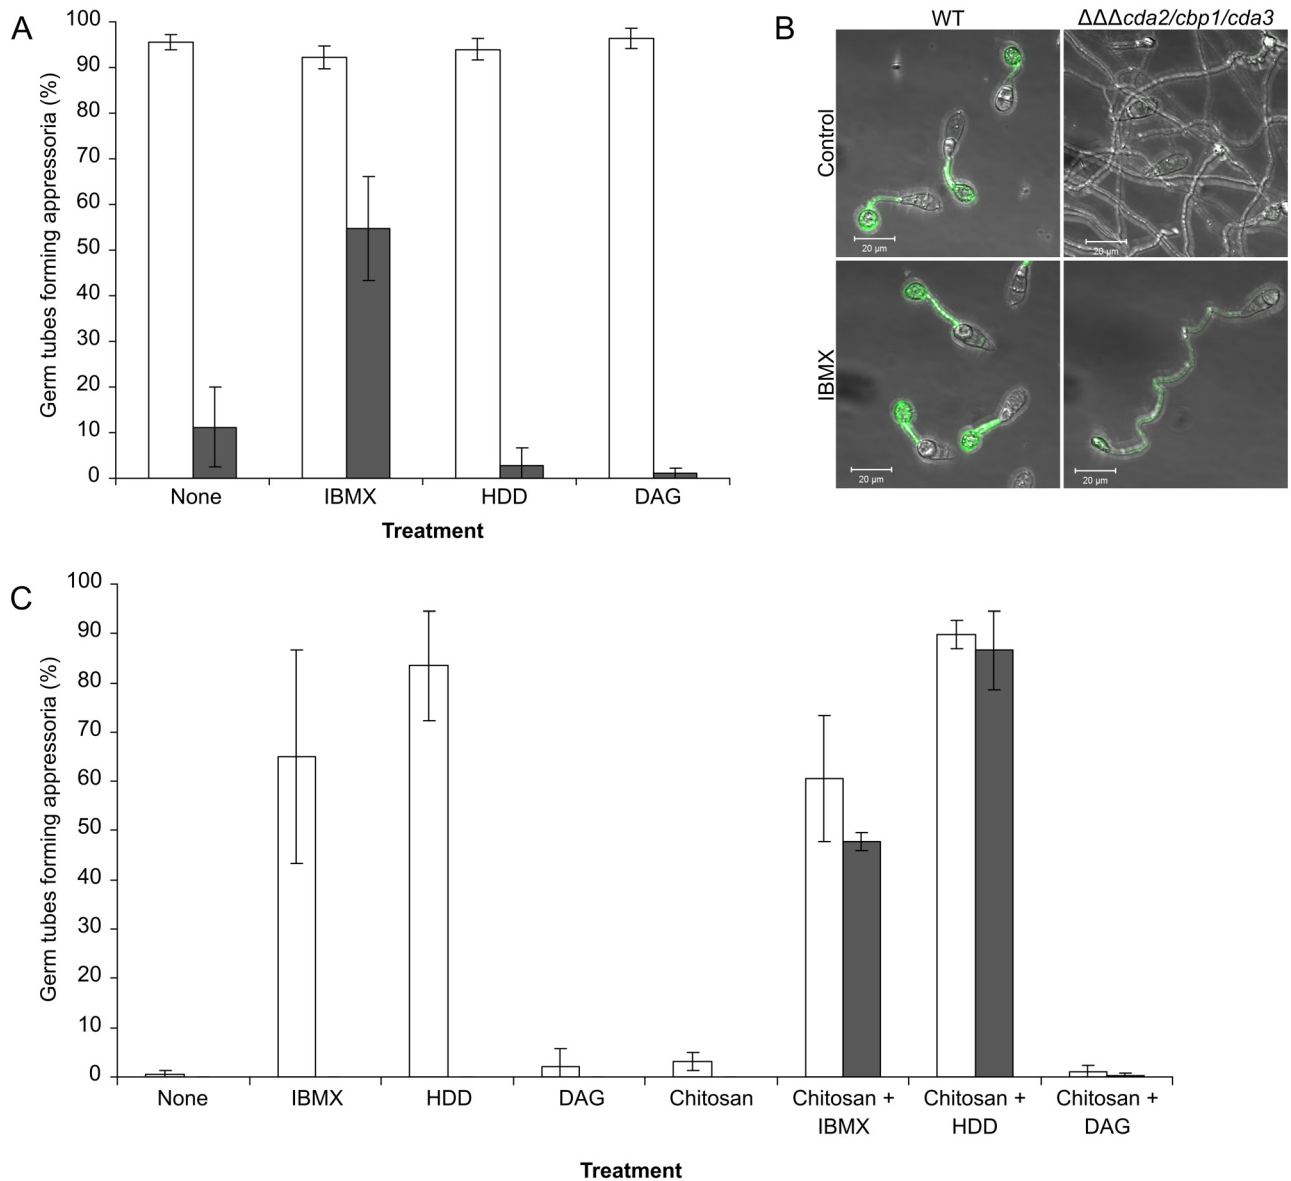 A
100
90
80
70
60
50
40
30
20
10
0
Germ tubes forming appressoria (%)
None IBMX HDD DAG
Treatment
B
WT ΔΔΔcda2/cbp1/cda3
Control
20 µm 20 µm
IBMX
20 µm 20 µm
C
100
90
80
70
60
50
40
30
20
10
0
Germ tubes forming appressoria (%)
None IBMX HDD DAG Chitosan Chitosan + Chitosan + Chitosan +
IBMX HDD DAG
Treatment